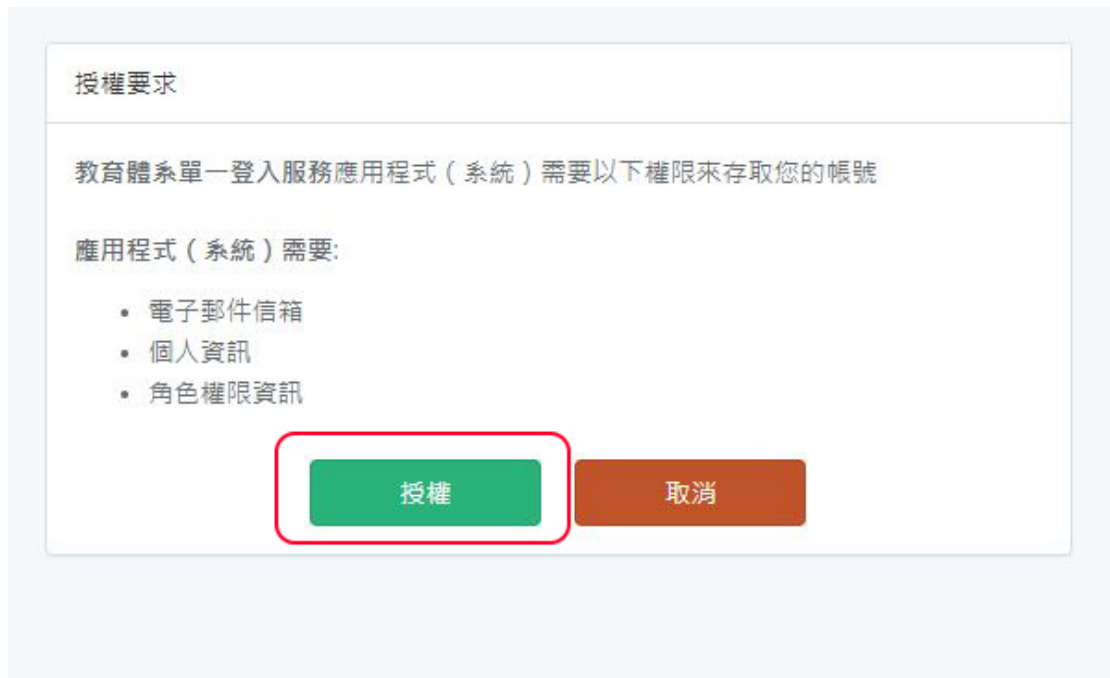 授權要求
教育體系單一登入服務應用程式（系統）需要以下權限來存取您的帳號
應用程式（系統）需要:
• 電子郵件信箱
• 個人資訊
• 角色權限資訊
授權
取消